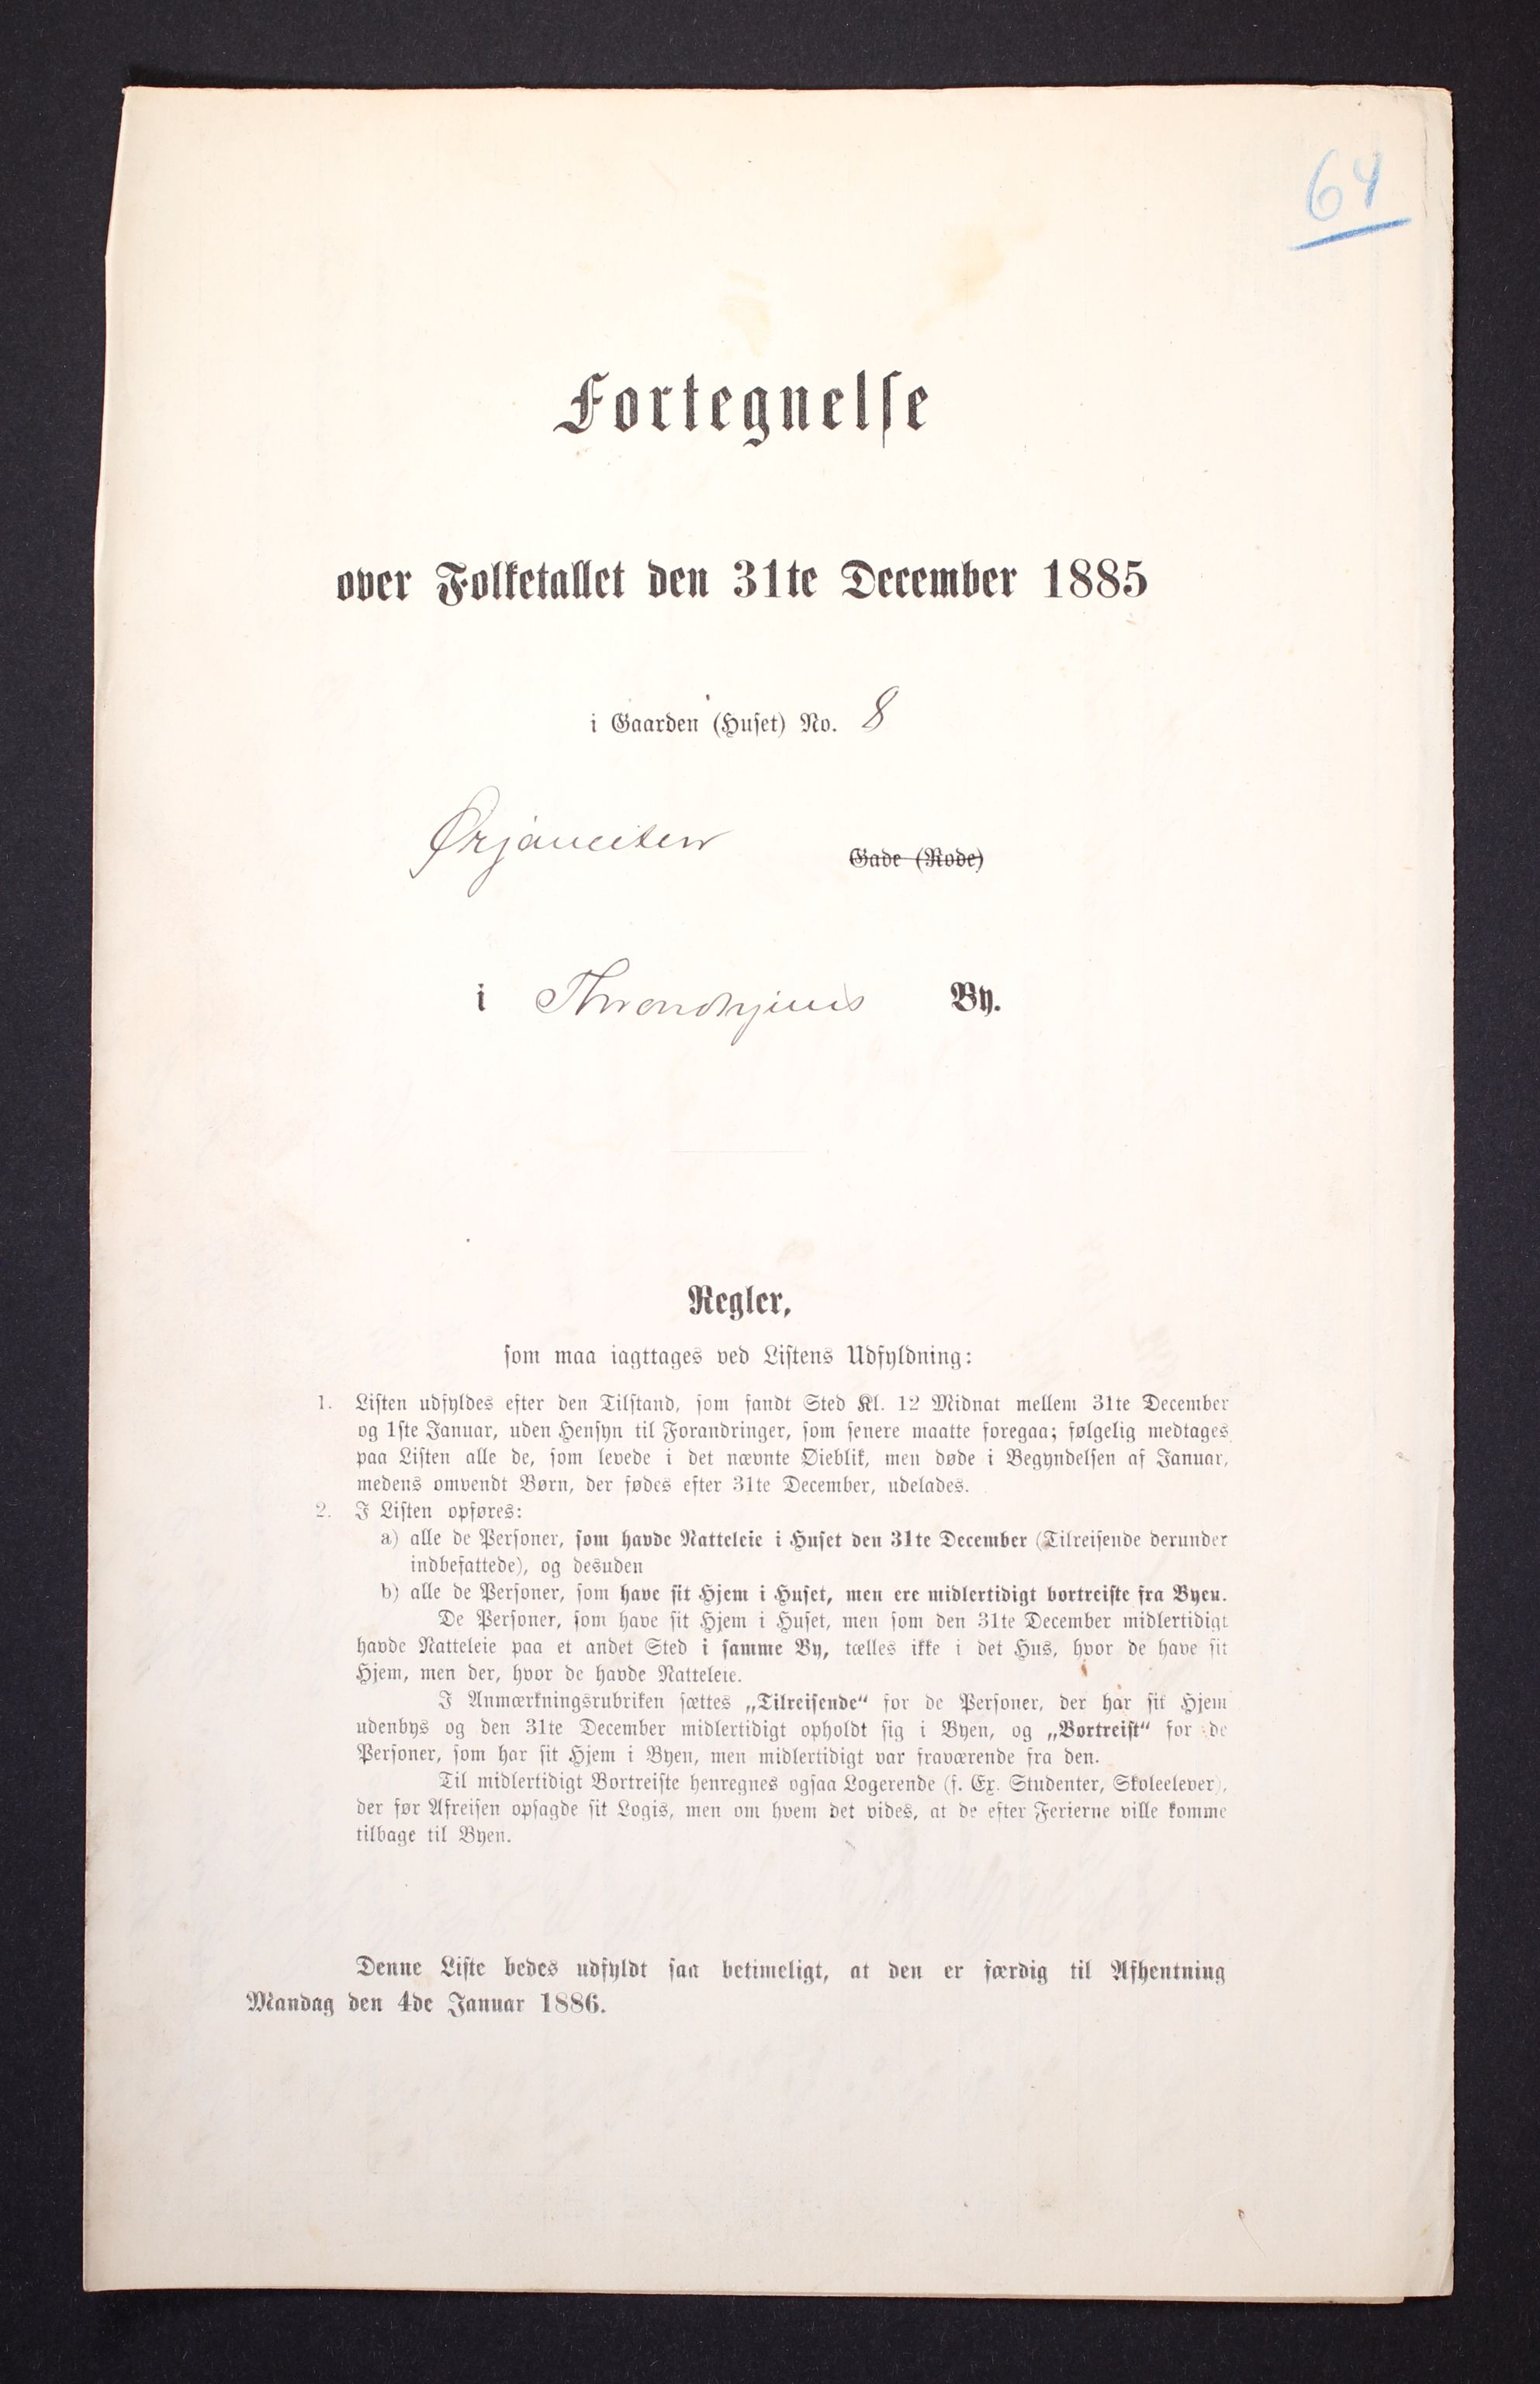 64
Fortegnelse
over Folketallet den 31te December 1885
i Gaarden (Huset) No. 8
Ørjaveiten Gade (Rode)
i Throndhjems By.
Regler,
som maa iagttages ved Listens Udfyldning:
1. Listen udfyldes efter den Tilstand, som fandt Sted Kl. 12 Midnat mellem 31te December
og 1ste Januar, uden Hensyn til Forandringer, som senere maatte foregaa; følgelig medtages
paa Listen alle de, som levede i det nævnte Øieblik, men døde i Begyndelsen af Januar,
medens omvendt Børn, der fødes efter 31te December, udelades.
2. I Listen opføres:
a) alle de Personer, som havde Natteleie i Huset den 31te December (Tilreisende derunder
indbefattede), og desuden
b) alle de Personer, som have sit Hjem i Huset, men ere midlertidigt bortreiste fra Byen.
De Personer, som have sit Hjem i Huset, men som den 31te December midlertidigt
havde Natteleie paa et andet Sted i samme By, tælles ikke i det Hus, hvor de have sit
Hjem, men der, hvor de havde Natteleie.
I Anmærkningsrubriken sættes „Tilreisende“ for de Personer, der har sit Hjem
udenbys og den 31te December midlertidigt opholdt sig i Byen, og „Bortreist“ for de
Personer, som har sit Hjem i Byen, men midlertidigt var fraværende fra den.
Til midlertidigt Bortreiste henregnes ogsaa Logerende (f. Ex. Studenter, Skoleelever),
der før Afreisen opsagde sit Logis, men om hvem det vides, at de efter Ferierne ville komme
tilbage til Byen.
Denne Liste bedes udfyldt saa betimeligt, at den er færdig til Afhentning
Mandag den 4de Januar 1886.